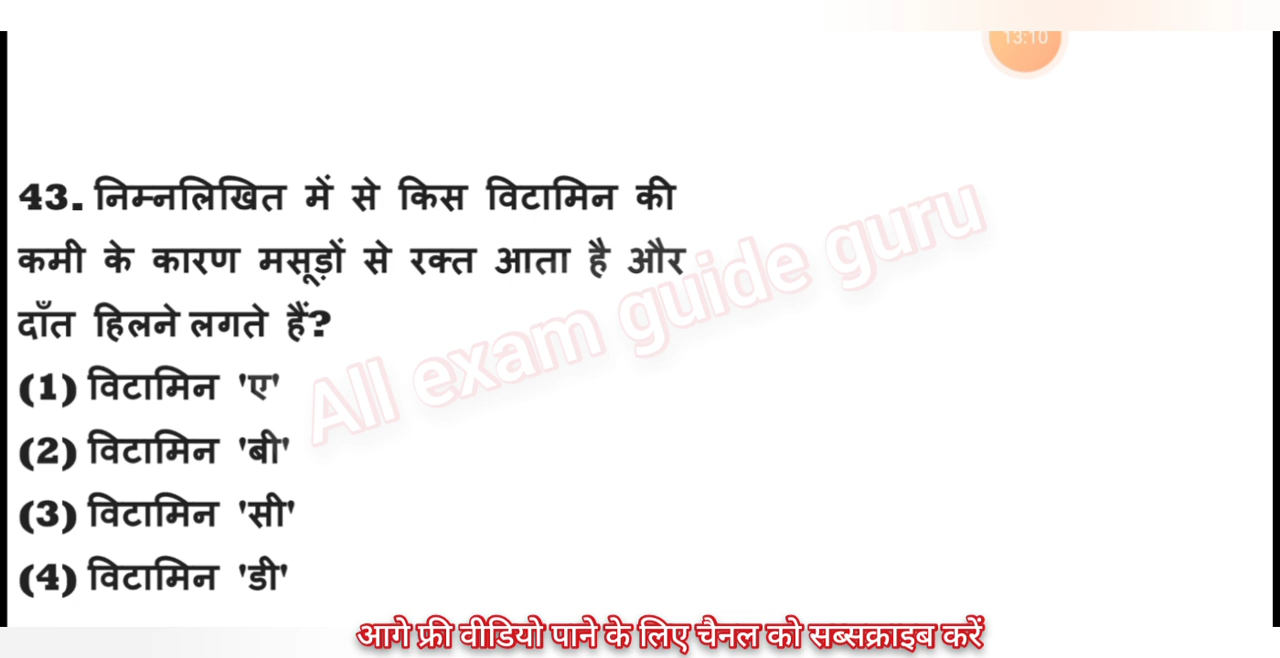 13:10
43. निम्नलिखित में से किस विटामिन की
कमी के कारण मसूड़ों से रक्त आता है और
दाँत हिलने लगते हैं?
(1) विटामिन 'ए'
(2) विटामिन 'बी'
(3) विटामिन 'सी'
(4) विटामिन 'डी'
All exam guide guru
आगे फ्री वीडियो पाने के लिए चैनल को सब्सक्राइब करें